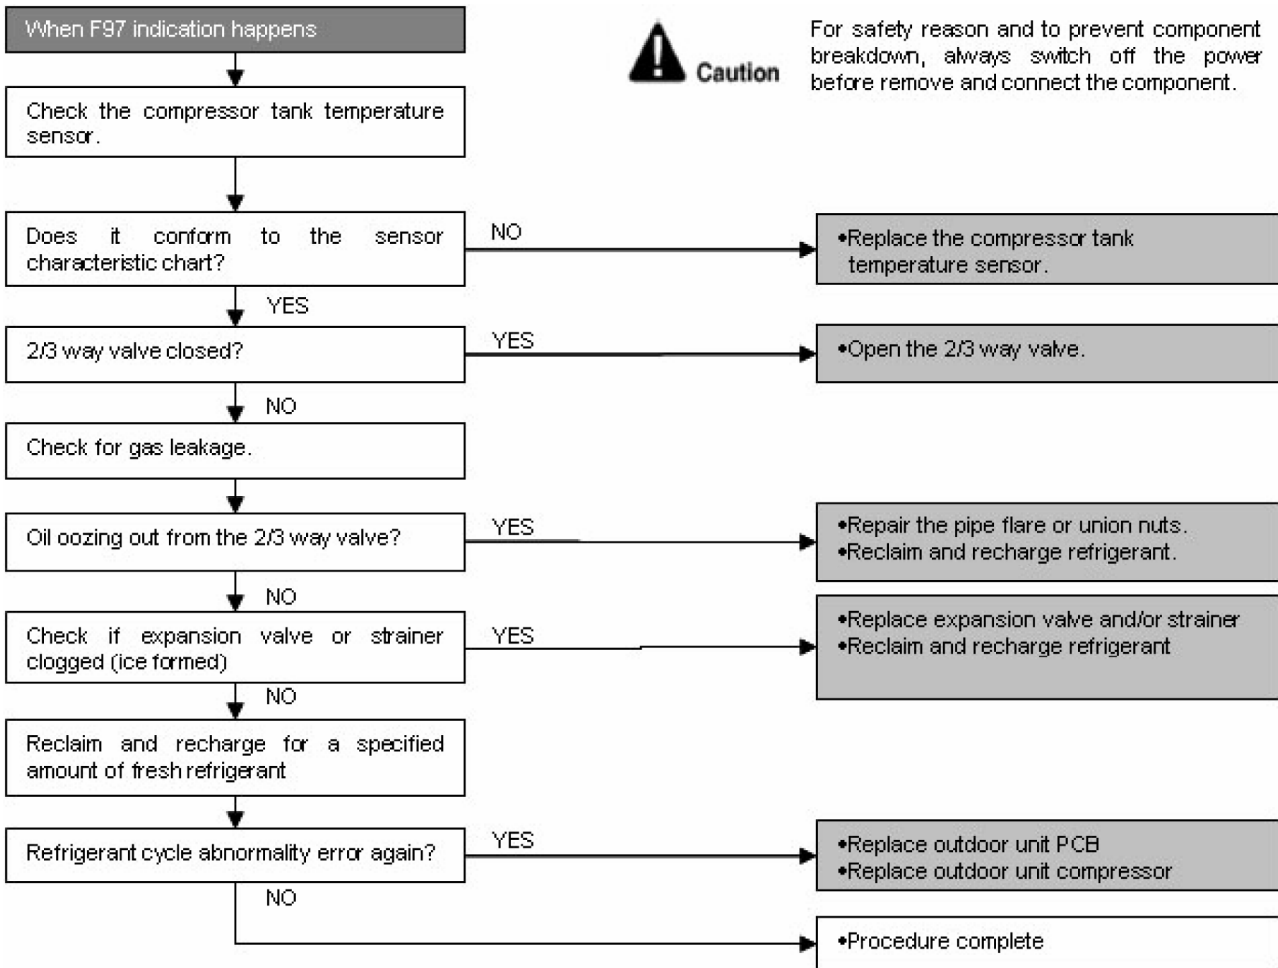 When F97 indication happens
Caution
For safety reason and to prevent component
breakdown, always switch off the power
before remove and connect the component.
Check the compressor tank temperature
sensor.
Does it conform to the sensor
characteristic chart?
NO
•Replace the compressor tank
temperature sensor.
YES
2/3 way valve closed?
YES
•Open the 2/3 way valve.
NO
Check for gas leakage.
Oil oozing out from the 2/3 way valve?
YES
•Repair the pipe flare or union nuts.
•Reclaim and recharge refrigerant.
NO
Check if expansion valve or strainer
clogged (ice formed)
YES
•Replace expansion valve and/or strainer
•Reclaim and recharge refrigerant
NO
Reclaim and recharge for a specified
amount of fresh refrigerant
Refrigerant cycle abnormality error again?
YES
•Replace outdoor unit PCB
•Replace outdoor unit compressor
NO
•Procedure complete